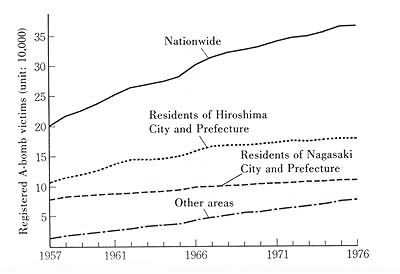 Registered A-bomb victims (unit: 10,000)
35
30
25
20
15
10
5
Nationwide
Residents of Hiroshima
City and Prefecture
Residents of Nagasaki
City and Prefecture
Other areas
1957
1961
1966
1971
1976